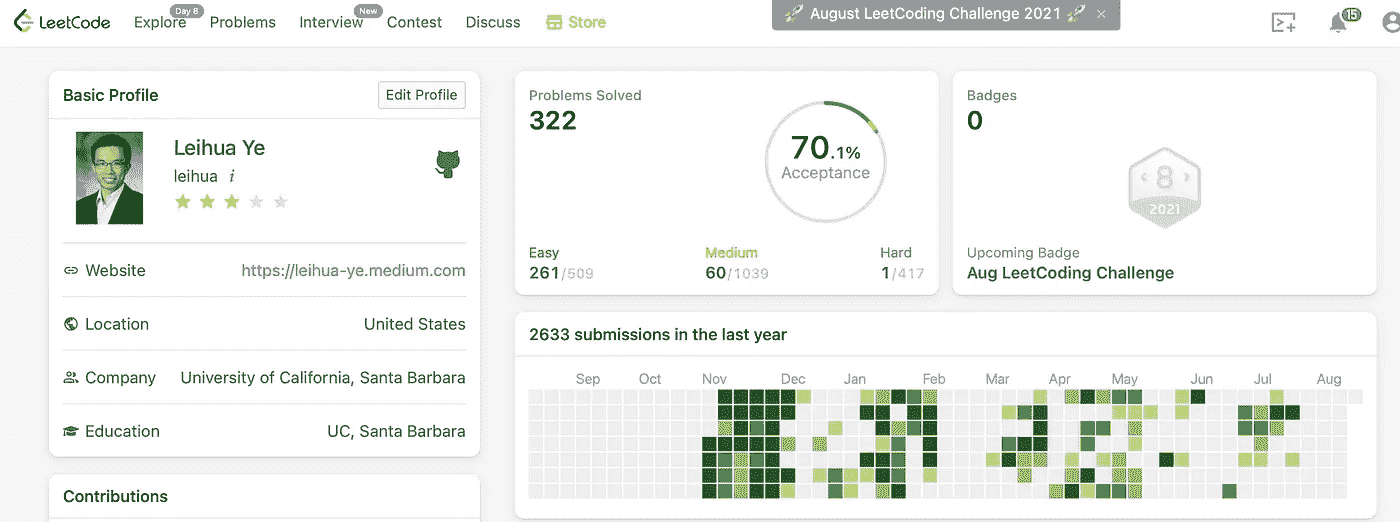 LeetCode
Explore Day 8 Problems Interview New Contest Discuss Store
August LeetCoding Challenge 2021 ×
15
Basic Profile
Edit Profile
Leihua Ye
leihua i
Website https://leihua-ye.medium.com
Location United States
Company University of California, Santa Barbara
Education UC, Santa Barbara
Contributions
Problems Solved
322
70.1%
Acceptance
Easy Medium Hard
261/509 60/1039 1/417
Badges
0
8
2021
Upcoming Badge
Aug LeetCoding Challenge
2633 submissions in the last year
Sep Oct Nov Dec Jan Feb Mar Apr May Jun Jul Aug